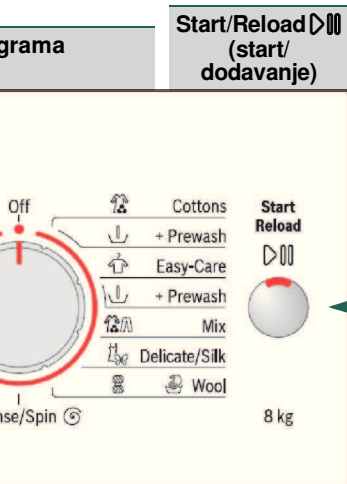 Start/Reload
(start/
dodavanje)
grama
Off
Cottons
Start
Reload
+ Prewash
Easy-Care
+ Prewash
Mix
Delicate/Silk
Wool
nse/Spin
8 kg